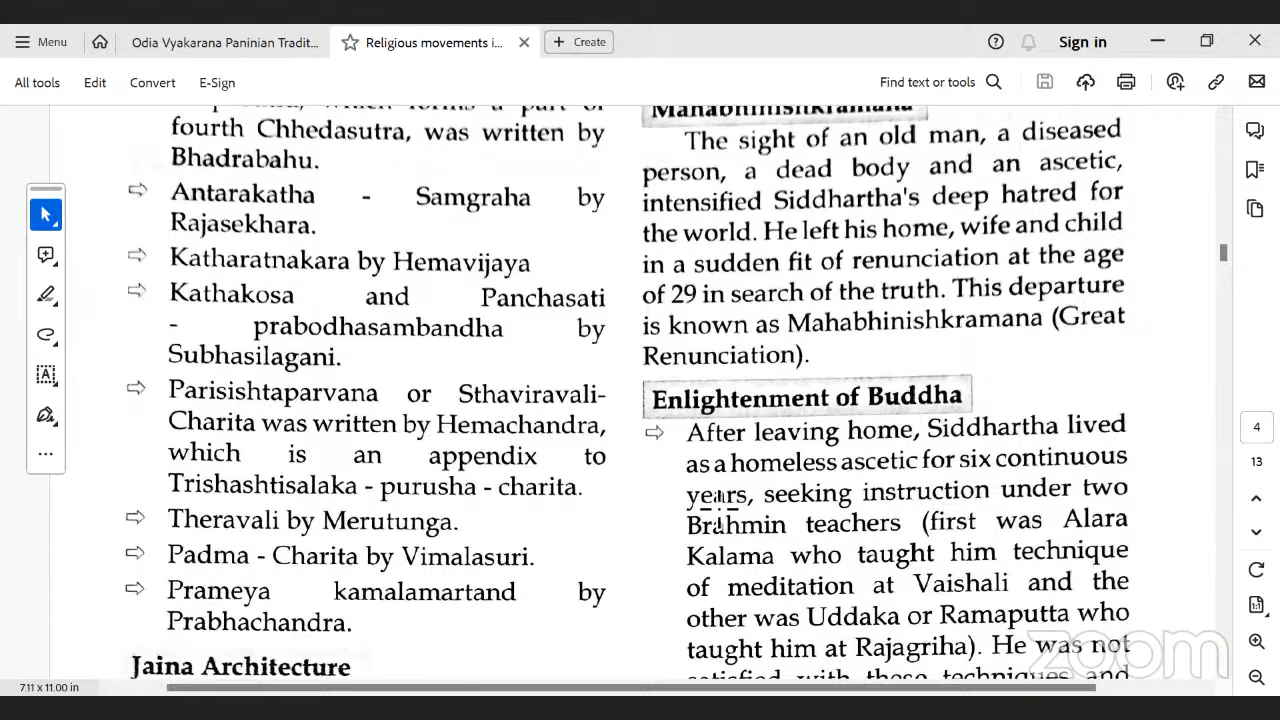 Menu
Odia Vyakarana Paninian Tradit...
Religious movements i...
Create
Sign in
All tools
Edit
Convert
E-Sign
Find text or tools
fourth Chhedasutra, was written by
Bhadrabahu.
⇨ Antarakatha - Samgraha by
Rajasekhara.
⇨ Katharatnakara by Hemavijaya
⇨ Kathakosa and Panchasati
- prabodhasambandha by
Subhasilagani.
⇨ Parisishtaparvana or Sthaviravali-
Charita was written by Hemachandra,
which is an appendix to
Trishashtisalaka - purusha - charita.
⇨ Theravali by Merutunga.
⇨ Padma - Charita by Vimalasuri.
⇨ Prameya kamalamartand by
Prabhachandra.
Jaina Architecture
Mahabhinishkramana
The sight of an old man, a diseased
person, a dead body and an ascetic,
intensified Siddhartha's deep hatred for
the world. He left his home, wife and child
in a sudden fit of renunciation at the age
of 29 in search of the truth. This departure
is known as Mahabhinishkramana (Great
Renunciation).
Enlightenment of Buddha
⇨ After leaving home, Siddhartha lived
as a homeless ascetic for six continuous
years, seeking instruction under two
Brahmin teachers (first was Alara
Kalama who taught him technique
of meditation at Vaishali and the
other was Uddaka or Ramaputta who
taught him at Rajagriha). He was not
satisfied with these techniques and
4
13
7.11 x 11.00 in
zoom